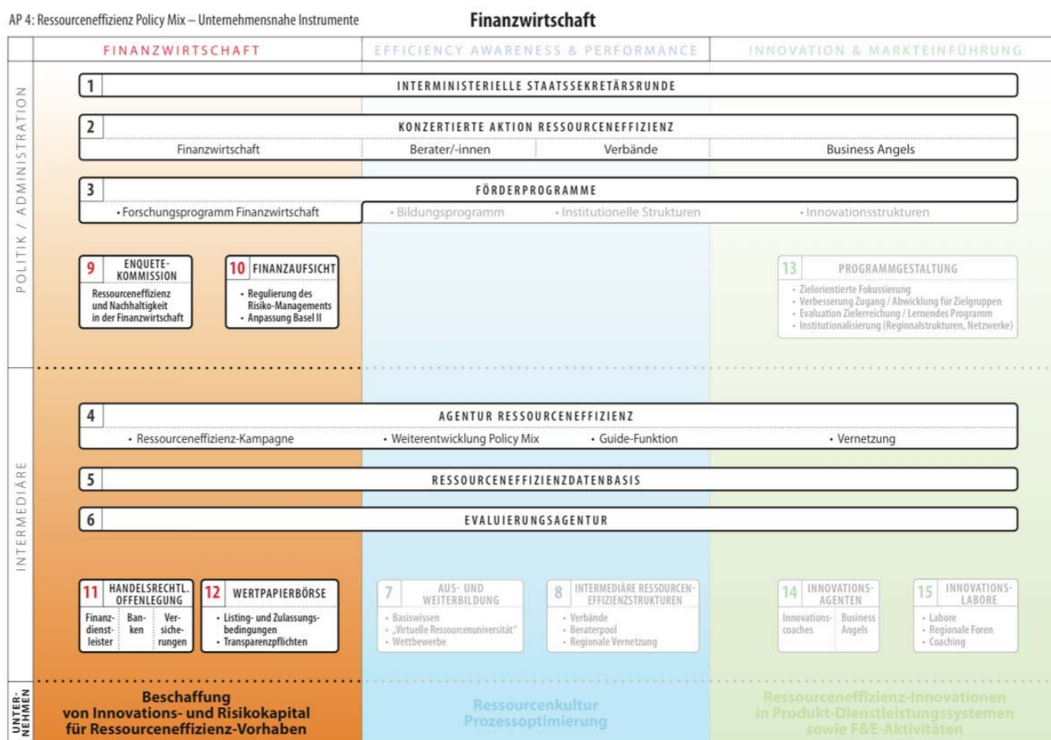 AP 4: Ressourceneffizienz Policy Mix – Unternehmensnahe Instrumente
Finanzwirtschaft
FINANZWIRTSCHAFT
EFFICIENCY AWARENESS & PERFORMANCE
INNOVATION & MARKTEINFÜHRUNG
POLITIK / ADMINISTRATION
1 INTERMINISTERIELLE STAATSSEKRETÄRSRUNDE
2 KONZERTIERTE AKTION RESSOURCENEFFIZIENZ
Finanzwirtschaft
Berater/-innen
Verbände
Business Angels
3 FÖRDERPROGRAMME
• Forschungsprogramm Finanzwirtschaft
• Bildungsprogramm
• Institutionelle Strukturen
• Innovationsstrukturen
9 ENQUETE-
KOMMISSION
Ressourceneffizienz
und Nachhaltigkeit
in der Finanzwirtschaft
10 FINANZAUFSICHT
• Regulierung des
Risiko-Managements
• Anpassung Basel II
13 PROGRAMMGESTALTUNG
• Zielorientierte Fokussierung
• Verbesserung Zugang / Abwicklung für Zielgruppen
• Evaluation Zielerreichung / Lernendes Programm
• Institutionalisierung (Regionalstrukturen, Netzwerke)
INTERMEDIÄRE
4 AGENTUR RESSOURCENEFFIZIENZ
• Ressourceneffizienz-Kampagne
• Weiterentwicklung Policy Mix
• Guide-Funktion
• Vernetzung
5 RESSOURCENEFFIZIENZDATENBASIS
6 EVALUIERUNGSAGENTUR
11 HANDELSRECHTL.
OFFENLEGUNG
Finanz-
dienst-
leister
Ban-
ken
Ver-
siche-
rungen
12 WERTPAPIERBÖRSE
• Listing- und Zulassungs-
bedingungen
• Transparenzpflichten
7 AUS- UND
WEITERBILDUNG
• Basiswissen
• „Virtuelle Ressourcenuniversität“
• Wettbewerbe
8 INTERMEDIÄRE RESSOURCEN-
EFFIZIENZSTRUKTUREN
• Verbände
• Beraterpool
• Regionale Vernetzung
14 INNOVATIONS-
AGENTEN
Innovations-
coaches
Business
Angels
15 INNOVATIONS-
LABORE
• Labore
• Regionale Foren
• Coaching
UNTER-
NEHMEN
Beschaffung
von Innovations- und Risikokapital
für Ressourceneffizienz-Vorhaben
Ressourcenkultur
Prozessoptimierung
Ressourceneffizienz-Innovationen
in Produkt-Dienstleistungssystemen
sowie F&E-Aktivitäten